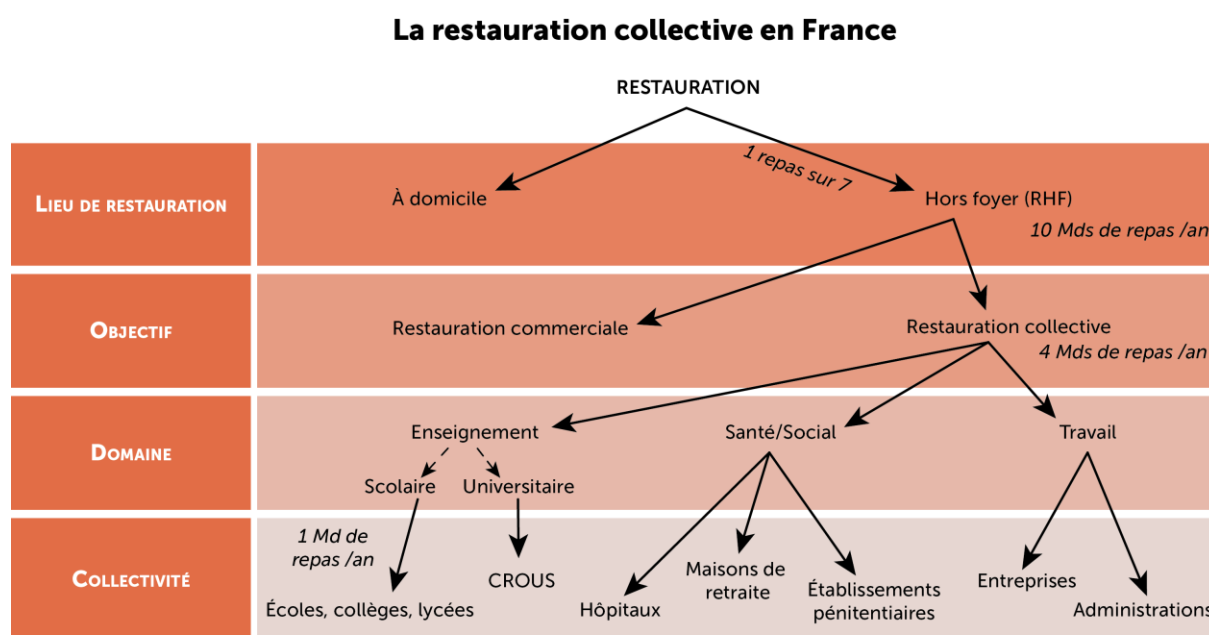 La restauration collective en France
RESTAURATION
1 repas sur 7
LIEU DE RESTAURATION
À domicile
Hors foyer (RHF)
10 Mds de repas /an
OBJECTIF
Restauration commerciale
Restauration collective
4 Mds de repas /an
DOMAINE
Enseignement
Santé/Social
Travail
Scolaire
Universitaire
COLLECTIVITÉ
1 Md de
repas /an
CROUS
Écoles, collèges, lycées
Hôpitaux
Maisons de
retraite
Établissements
pénitentiaires
Entreprises
Administrations